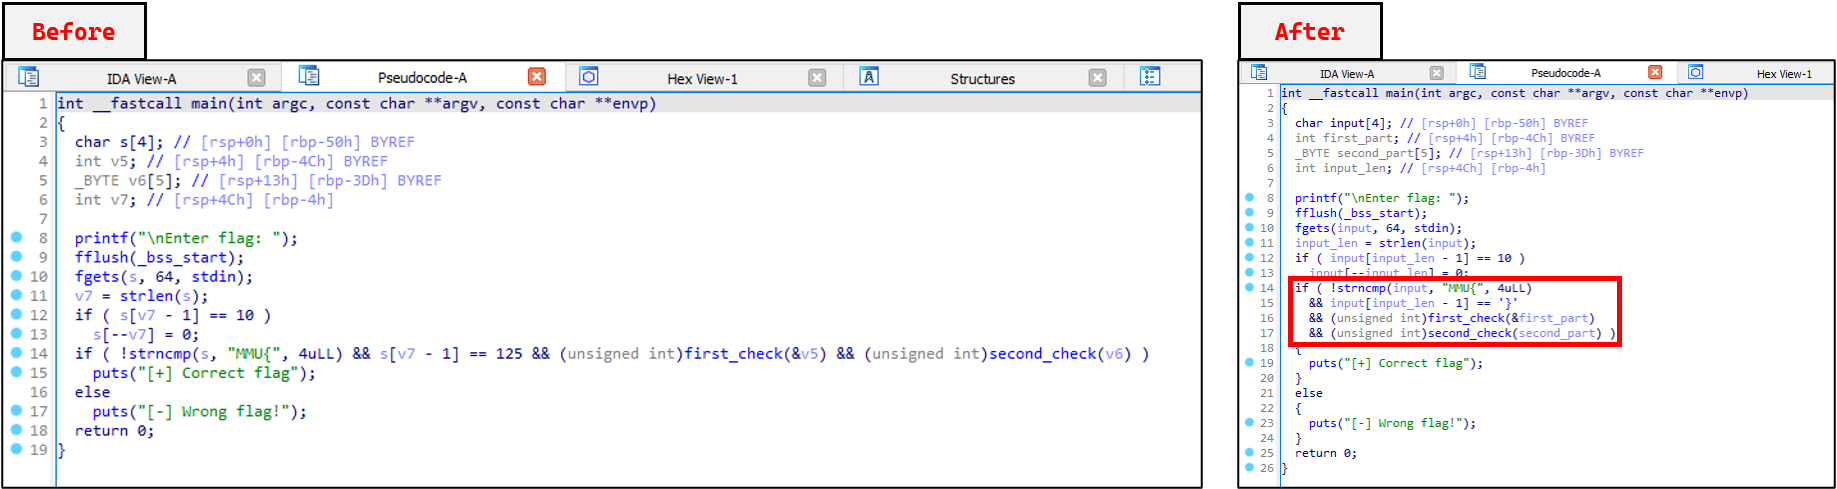 Before
IDA View-A
Pseudocode-A
Hex View-1
Structures
1 int __fastcall main(int argc, const char **argv, const char **envp)
2 {
3 char s[4]; // [rsp+0h] [rbp-50h] BYREF
4 int v5; // [rsp+4h] [rbp-4Ch] BYREF
5 _BYTE v6[5]; // [rsp+13h] [rbp-3Dh] BYREF
6 int v7; // [rsp+4Ch] [rbp-4h]
7
8 printf("\nEnter flag: ");
9 fflush(_bss_start);
10 fgets(s, 64, stdin);
11 v7 = strlen(s);
12 if ( s[v7 - 1] == 10 )
13 s[--v7] = 0;
14 if ( !strncmp(s, "MMU{", 4uLL) && s[v7 - 1] == 125 && (unsigned int)first_check(&v5) && (unsigned int)second_check(v6) )
15 puts("[+] Correct flag");
16 else
17 puts("[-] Wrong flag!");
18 return 0;
19 }
After
IDA View-A
Pseudocode-A
Hex View-1
1 int __fastcall main(int argc, const char **argv, const char **envp)
2 {
3 char input[4]; // [rsp+0h] [rbp-50h] BYREF
4 int first_part; // [rsp+4h] [rbp-4Ch] BYREF
5 _BYTE second_part[5]; // [rsp+13h] [rbp-3Dh] BYREF
6 int input_len; // [rsp+4Ch] [rbp-4h]
7
8 printf("\nEnter flag: ");
9 fflush(_bss_start);
10 fgets(input, 64, stdin);
11 input_len = strlen(input);
12 if ( input[input_len - 1] == 10 )
13 input[--input_len] = 0;
14 if ( !strncmp(input, "MMU{", 4uLL)
15 && input[input_len - 1] == '}'
16 && (unsigned int)first_check(&first_part)
17 && (unsigned int)second_check(second_part) )
18 {
19 puts("[+] Correct flag");
20 }
21 else
22 {
23 puts("[-] Wrong flag!");
24 }
25 return 0;
26 }